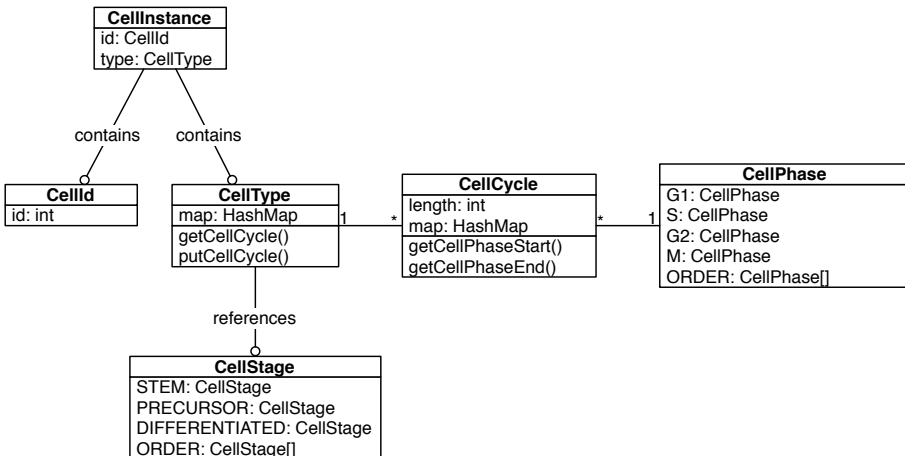 CellInstance
id: CellId
type: CellType
contains
contains
CellId
id: int
CellType
map: HashMap
getCellCycle()
putCellCycle()
1
*
CellCycle
length: int
map: HashMap
getCellPhaseStart()
getCellPhaseEnd()
*
1
CellPhase
G1: CellPhase
S: CellPhase
G2: CellPhase
M: CellPhase
ORDER: CellPhase[]
references
CellStage
STEM: CellStage
PRECURSOR: CellStage
DIFFERENTIATED: CellStage
ORDER: CellStage[]